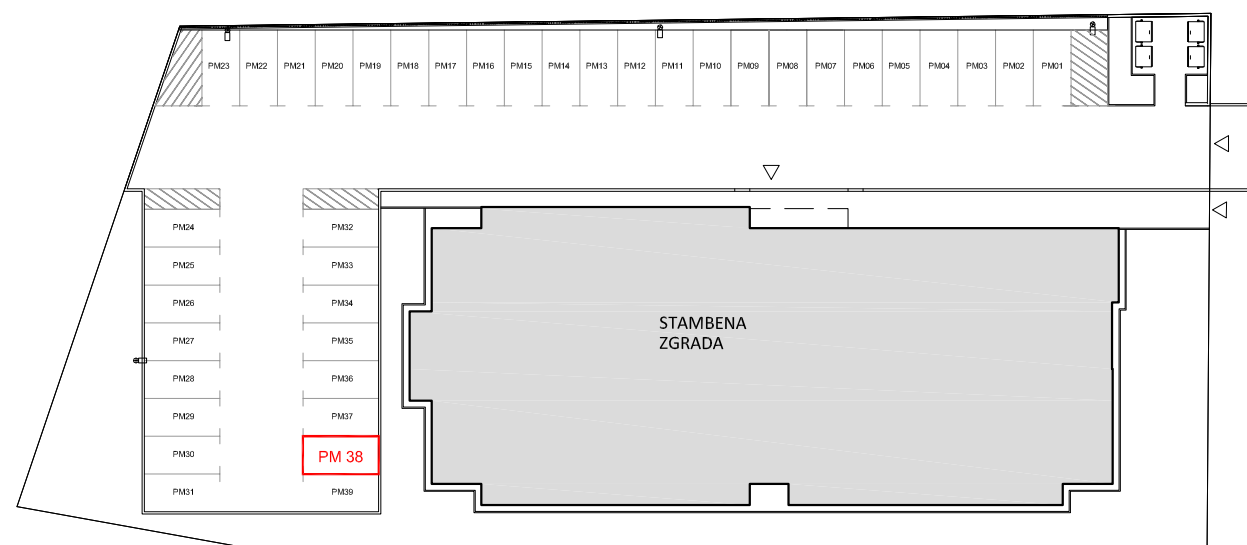 PM23 PM22 PM21 PM20 PM19 PM18 PM17 PM16 PM15 PM14 PM13 PM12 PM11 PM10 PM09 PM08 PM07 PM06 PM05 PM04 PM03 PM02 PM01
PM24 PM32
PM25 PM33
PM26 PM34
PM27 PM35
PM28 PM36
PM29 PM37
PM30 PM 38
PM31 PM39
STAMBENA
ZGRADA